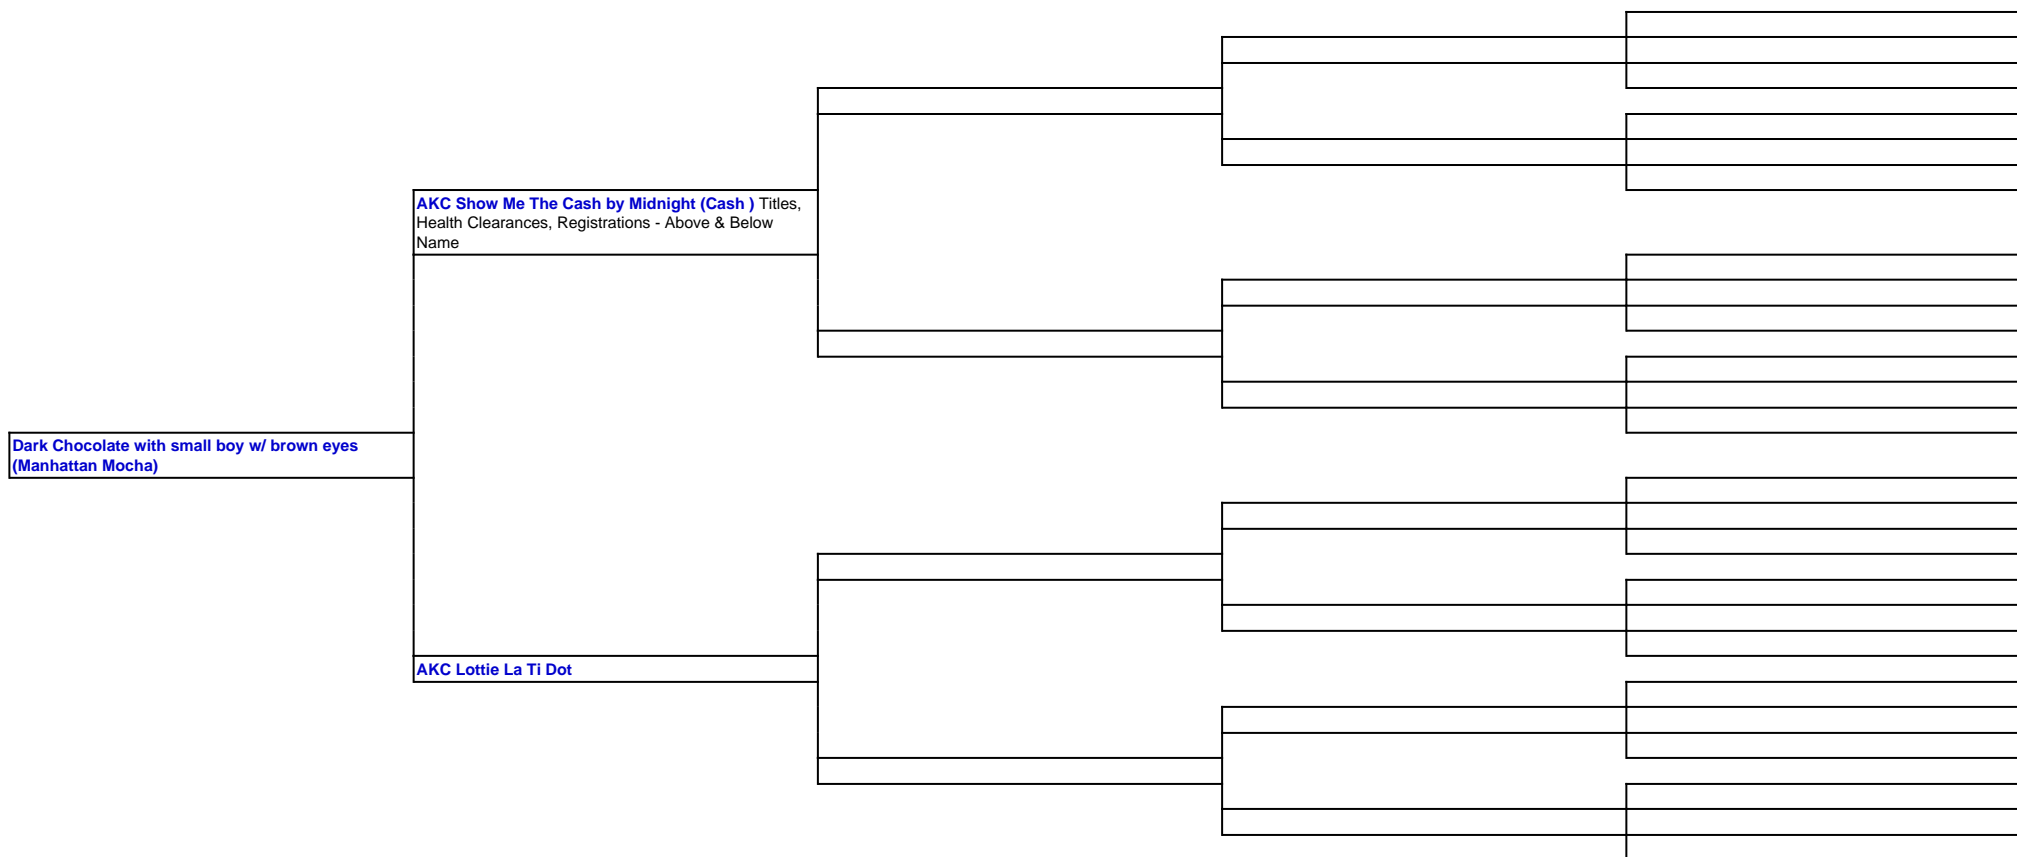 AKC Show Me The Cash by Midnight (Cash ) Titles,
Health Clearances, Registrations - Above & Below
Name
Dark Chocolate with small boy w/ brown eyes
(Manhattan Mocha)
AKC Lottie La Ti Dot